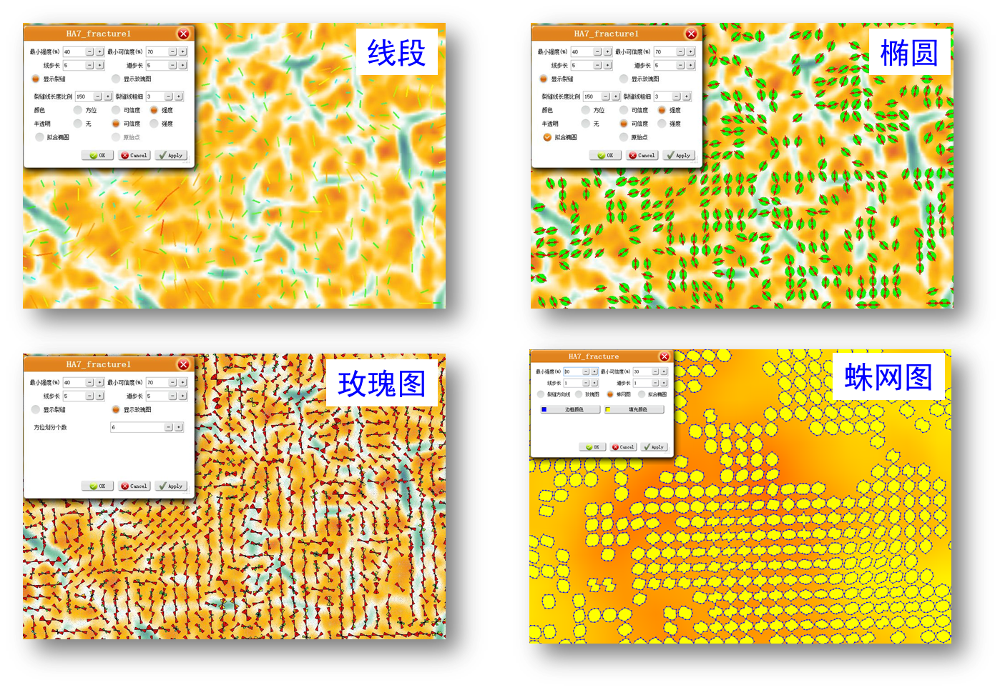 HA7_fracture1
线段
最小强度(%) 40 最小可信度(%) 70
线步长 5 道步长 5
显示裂缝 显示玫瑰图
裂缝线长度比例 150 裂缝线粗细 3
颜色 方位 可信度 强度
半透明 无 可信度 强度
拟合椭圆 原始点
OK Cancel Apply
HA7_fracture1
椭圆
最小强度(%) 40 最小可信度(%) 70
线步长 5 道步长 5
显示裂缝 显示玫瑰图
裂缝线长度比例 150 裂缝线粗细 3
颜色 方位 可信度 强度
半透明 无 可信度 强度
拟合椭圆 原始点
OK Cancel Apply
HA7_fracture1
玫瑰图
最小强度(%) 40 最小可信度(%) 70
线步长 5 道步长 5
显示裂缝 显示玫瑰图
方位划分个数 6
OK Cancel Apply
HA7_fracture
蛛网图
最小强度(%) 30 最小可信度(%) 30
线步长 1 道步长 1
裂缝方向线 玫瑰图 蛛网图 拟合椭圆
边框颜色 填充颜色
OK Cancel Apply